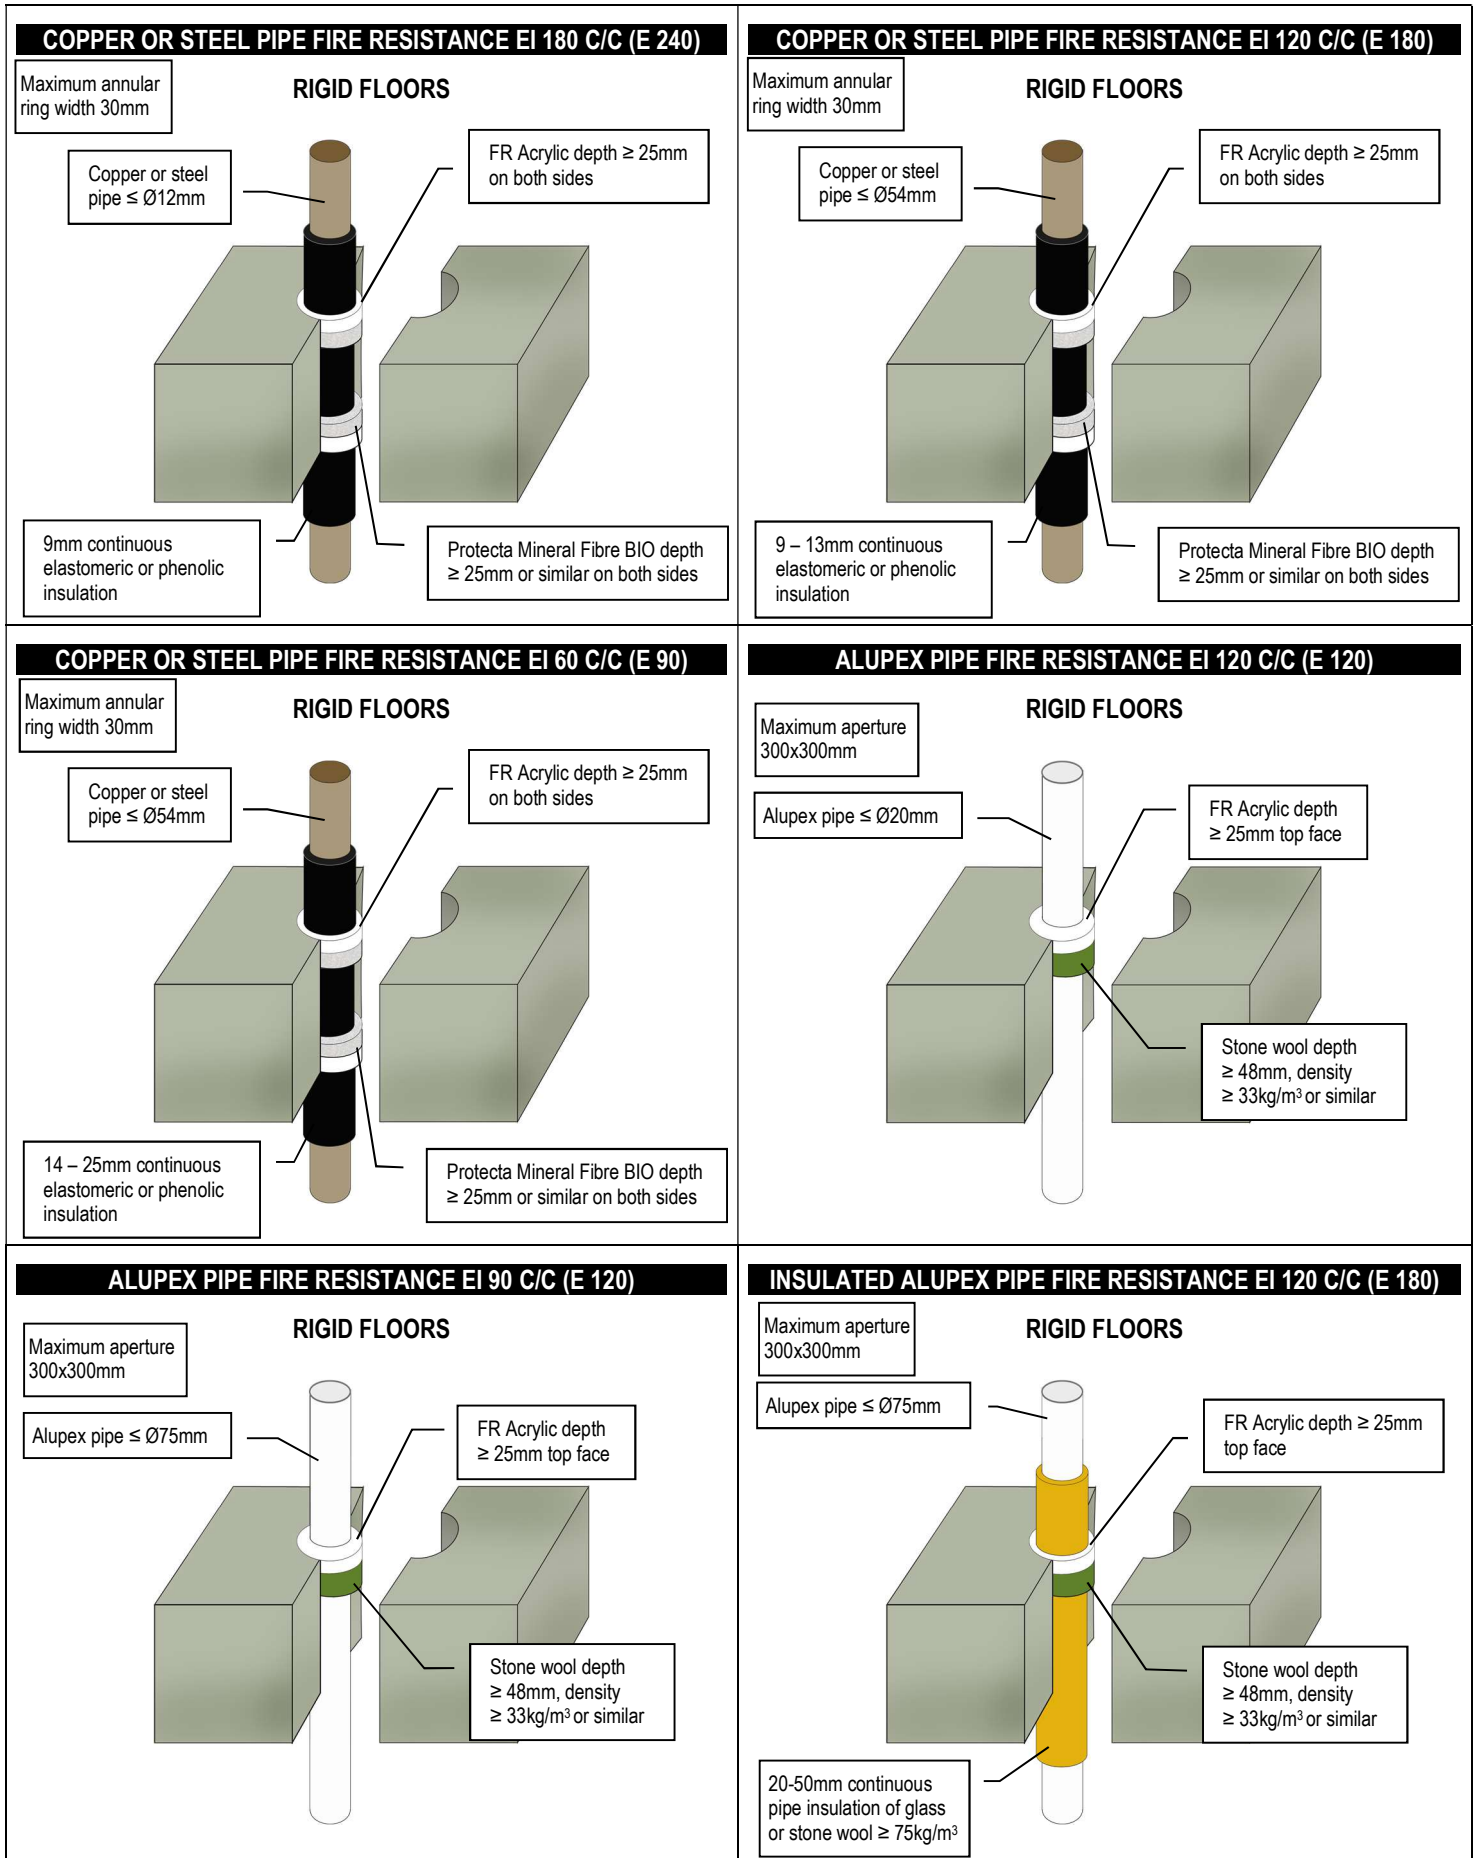 COPPER OR STEEL PIPE FIRE RESISTANCE EI 180 C/C (E 240)
Maximum annular
ring width 30mm
RIGID FLOORS
Copper or steel
pipe ≤ Ø12mm
FR Acrylic depth ≥ 25mm
on both sides
9mm continuous
elastomeric or phenolic
insulation
Protecta Mineral Fibre BIO depth
≥ 25mm or similar on both sides
COPPER OR STEEL PIPE FIRE RESISTANCE EI 120 C/C (E 180)
Maximum annular
ring width 30mm
RIGID FLOORS
Copper or steel
pipe ≤ Ø54mm
FR Acrylic depth ≥ 25mm
on both sides
9 – 13mm continuous
elastomeric or phenolic
insulation
Protecta Mineral Fibre BIO depth
≥ 25mm or similar on both sides
COPPER OR STEEL PIPE FIRE RESISTANCE EI 60 C/C (E 90)
Maximum annular
ring width 30mm
RIGID FLOORS
Copper or steel
pipe ≤ Ø54mm
FR Acrylic depth ≥ 25mm
on both sides
14 – 25mm continuous
elastomeric or phenolic
insulation
Protecta Mineral Fibre BIO depth
≥ 25mm or similar on both sides
ALUPEX PIPE FIRE RESISTANCE EI 120 C/C (E 120)
RIGID FLOORS
Maximum aperture
300x300mm
Alupex pipe ≤ Ø20mm
FR Acrylic depth
≥ 25mm top face
Stone wool depth
≥ 48mm, density
≥ 33kg/m³ or similar
ALUPEX PIPE FIRE RESISTANCE EI 90 C/C (E 120)
RIGID FLOORS
Maximum aperture
300x300mm
Alupex pipe ≤ Ø75mm
FR Acrylic depth
≥ 25mm top face
Stone wool depth
≥ 48mm, density
≥ 33kg/m³ or similar
INSULATED ALUPEX PIPE FIRE RESISTANCE EI 120 C/C (E 180)
Maximum aperture
300x300mm
RIGID FLOORS
Alupex pipe ≤ Ø75mm
FR Acrylic depth ≥ 25mm
top face
Stone wool depth
≥ 48mm, density
≥ 33kg/m³ or similar
20-50mm continuous
pipe insulation of glass
or stone wool ≥ 75kg/m³